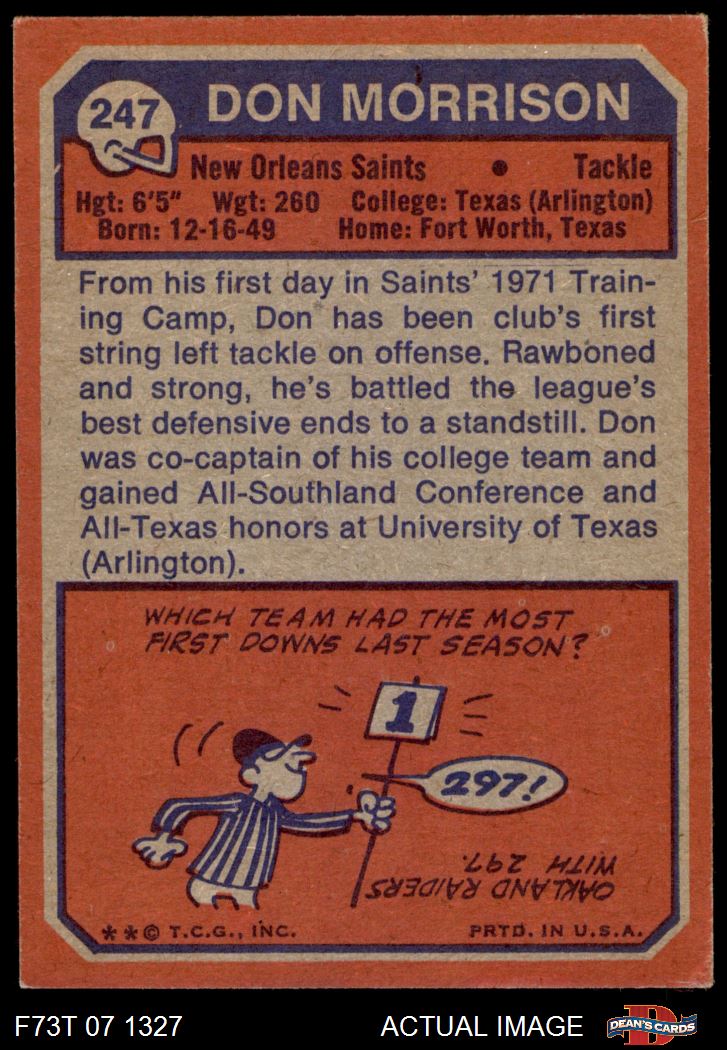 247
DON MORRISON
New Orleans Saints • Tackle
Hgt: 6'5" Wgt: 260 College: Texas (Arlington)
Born: 12-16-49 Home: Fort Worth, Texas
From his first day in Saints' 1971 Train-
ing Camp, Don has been club's first
string left tackle on offense. Rawboned
and strong, he's battled the league's
best defensive ends to a standstill. Don
was co-captain of his college team and
gained All-Southland Conference and
All-Texas honors at University of Texas
(Arlington).
WHICH TEAM HAD THE MOST
FIRST DOWNS LAST SEASON?
1
297!
OAKLAND RAIDERS
WITH 297.
**© T.C.G., INC. PRTD. IN U.S.A.
F73T 07 1327 ACTUAL IMAGE
D
DEAN'S CARDS